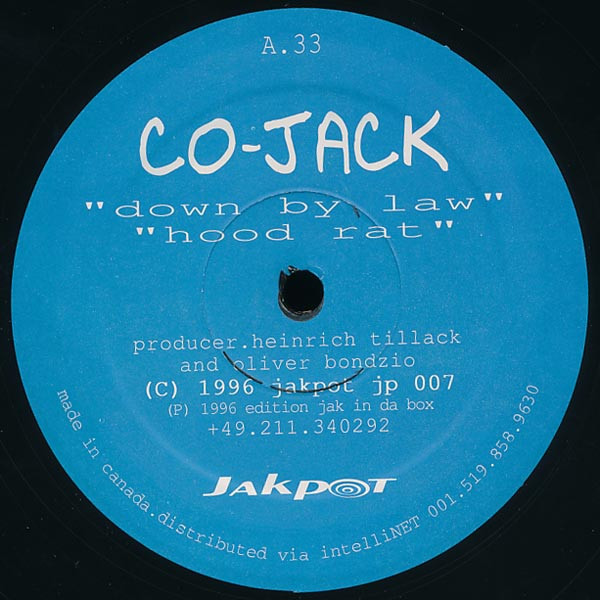 A.33
CO-JACK
"down by law"
"hood rat"
producer.heinrich tillack
and oliver bondzio
(C) 1996 jakpot jp 007
(P) 1996 edition jak in da box
+49.211.340292
JAKPOT
made in canada.distributed via intelliNET 001.519.858.9630